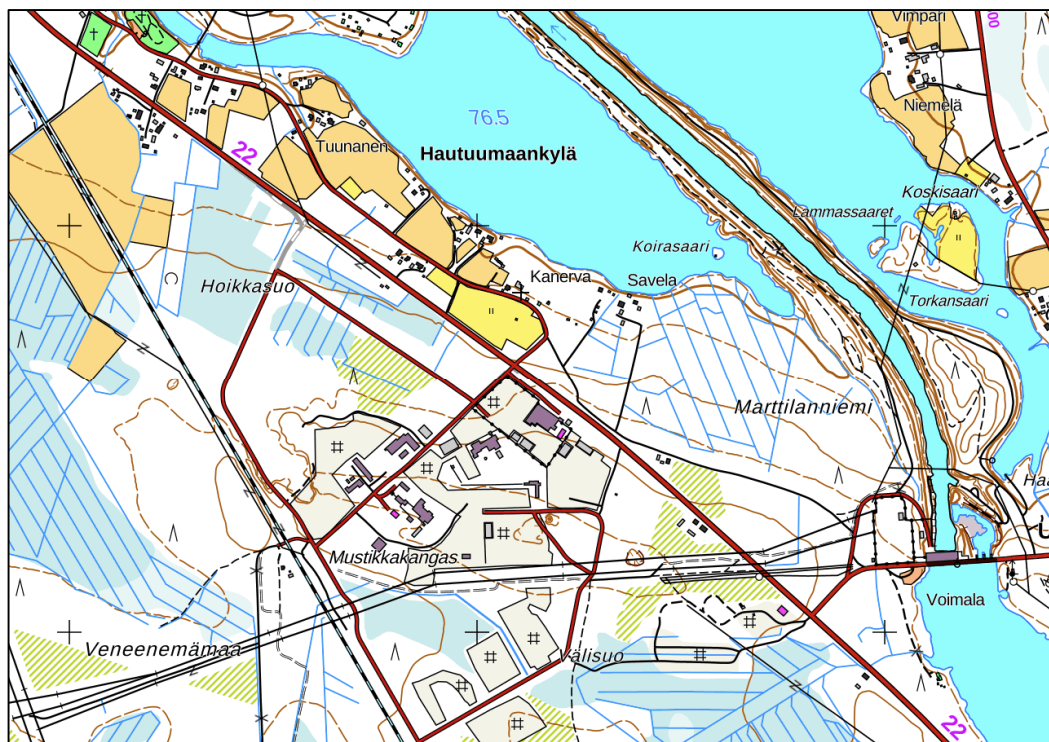 Vimpari
00
76.5
Niemelä
22
Tuunanen
Hautuumaankylä
Koskisaari
Lammassaaret
Koirasaari
Hoikkasuo
Kanerva
Savela
Torkansaari
Marttilanniemi
Mustikkakangas
Voimala
Veneenemämaa
Välisuo
22